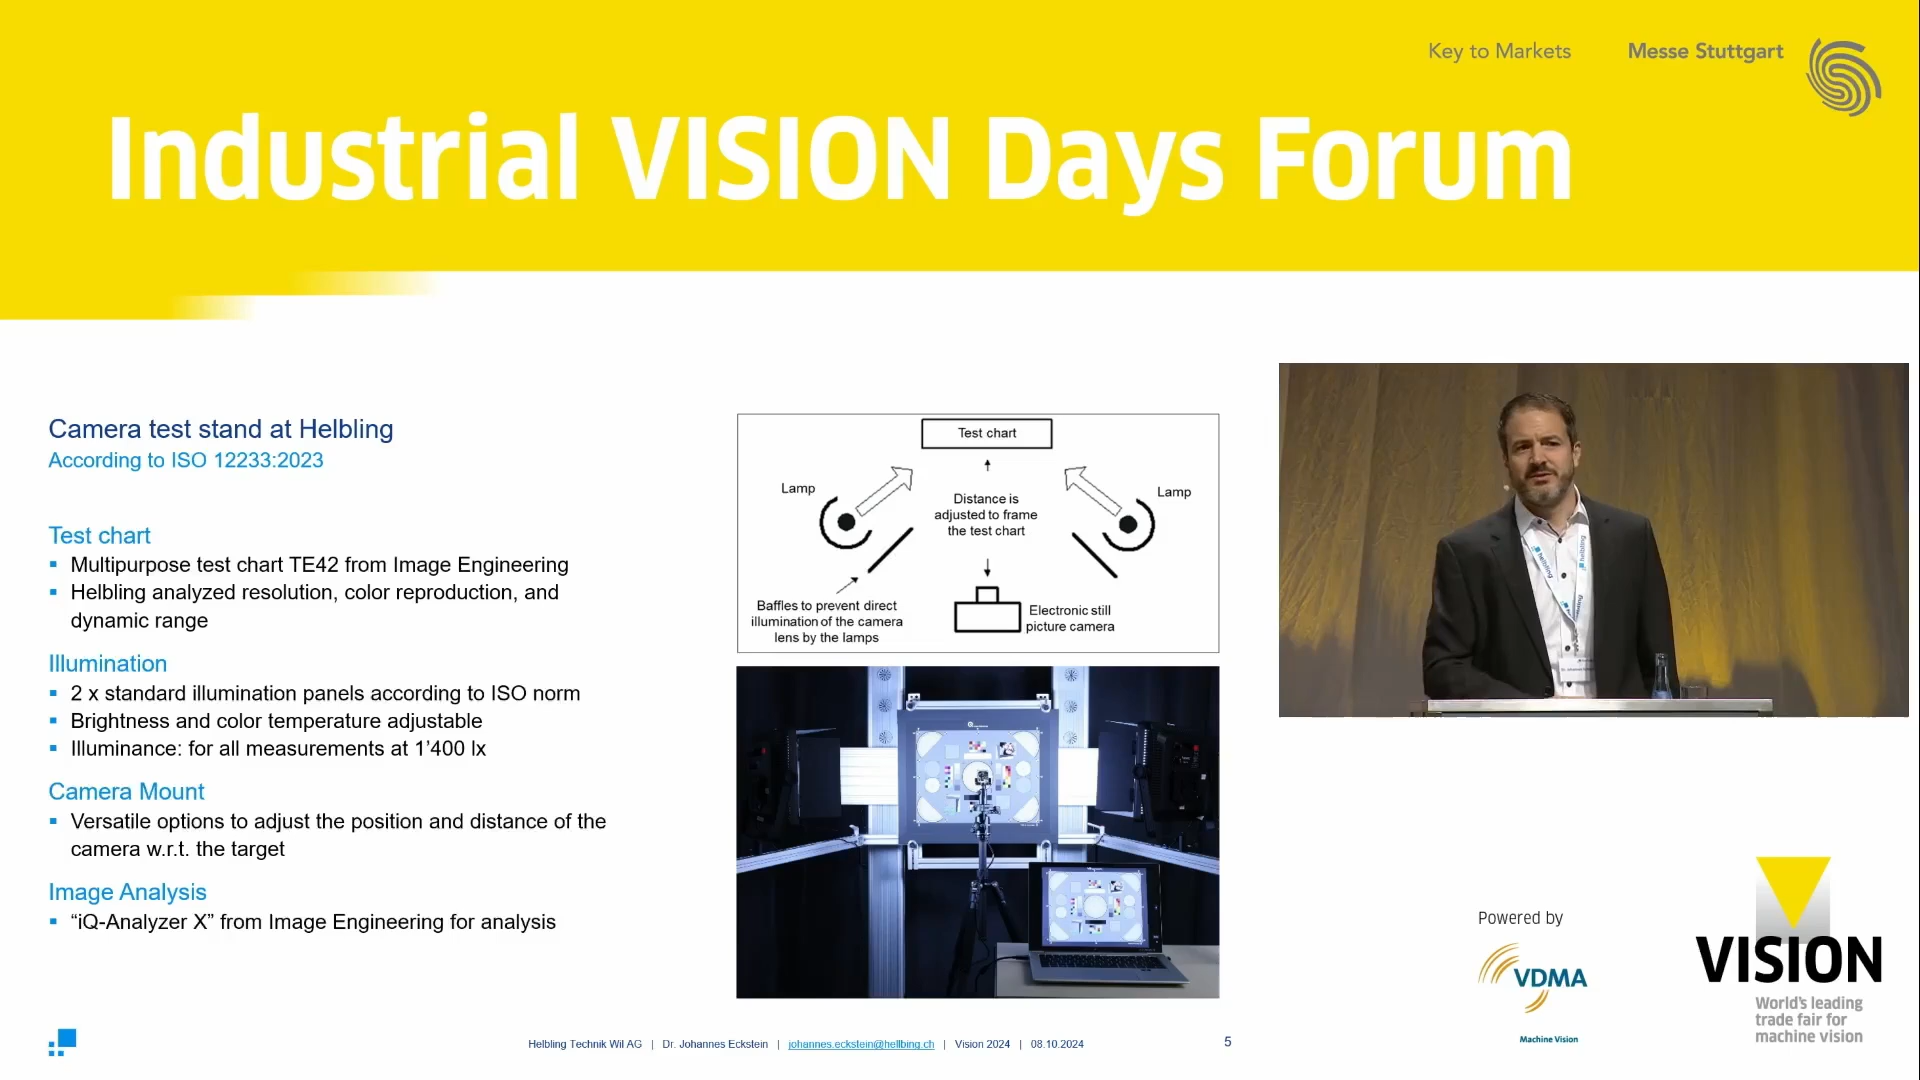 Key to Markets
Messe Stuttgart
Industrial VISION Days Forum
Camera test stand at Helbling
According to ISO 12233:2023
Test chart
▪ Multipurpose test chart TE42 from Image Engineering
▪ Helbling analyzed resolution, color reproduction, and
dynamic range
Illumination
▪ 2 x standard illumination panels according to ISO norm
▪ Brightness and color temperature adjustable
▪ Illuminance: for all measurements at 1’400 lx
Camera Mount
▪ Versatile options to adjust the position and distance of the
camera w.r.t. the target
Image Analysis
▪ “iQ-Analyzer X” from Image Engineering for analysis
Test chart
Lamp
Lamp
Distance is
adjusted to frame
the test chart
Baffles to prevent direct
illumination of the camera
lens by the lamps
Electronic still
picture camera
helbling
helbling
Helbling Technik Wil AG | Dr. Johannes Eckstein | johannes.eckstein@hellbing.ch | Vision 2024 | 08.10.2024
5
Powered by
VDMA
Machine Vision
VISION
World's leading
trade fair for
machine vision